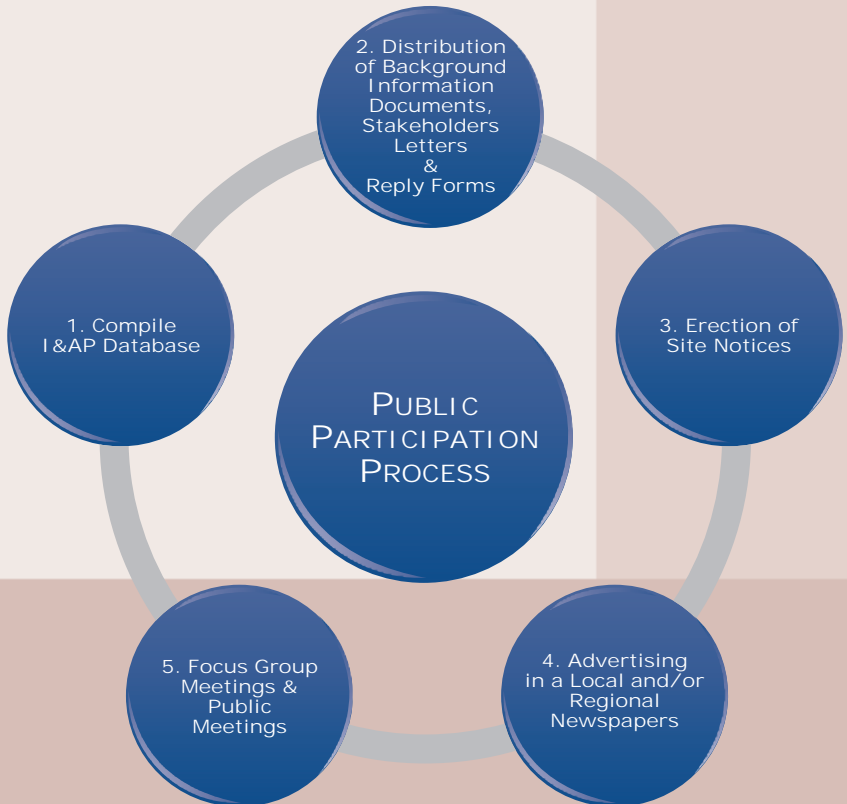 2. Distribution
of Background
Information
Documents,
Stakeholders
Letters
&
Reply Forms
1. Compile
I&AP Database
3. Erection of
Site Notices
PUBLIC
PARTICIPATION
PROCESS
5. Focus Group
Meetings &
Public
Meetings
4. Advertising
in a Local and/or
Regional
Newspapers